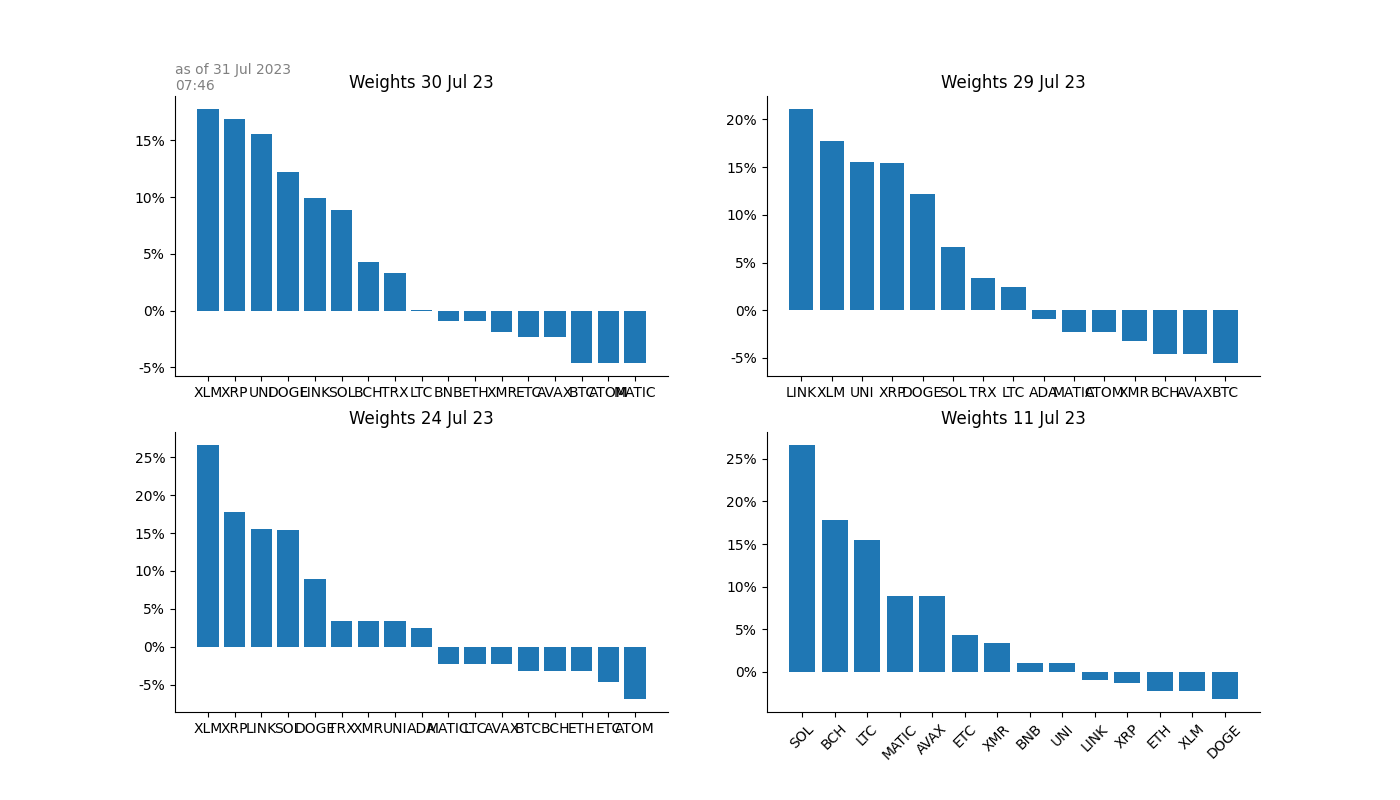 as of 31 Jul 2023
07:46
Weights 30 Jul 23
15%
10%
5%
0%
-5%
XLM XRP UNI DOGE LINK SOL BCH TRX LTC BNB ETH XMR ETC AVAX BTC ATOM MATIC
Weights 29 Jul 23
20%
15%
10%
5%
0%
-5%
LINK XLM UNI XRP DOGE SOL TRX LTC ADA MATIC ATOM XMR BCH AVAX BTC
Weights 24 Jul 23
25%
20%
15%
10%
5%
0%
-5%
XLM XRP LINK SOL DOGE TRX XMR UNI ADA MATIC LTC AVAX BTC BCH ETH ETC ATOM
Weights 11 Jul 23
25%
20%
15%
10%
5%
0%
SOL BCH LTC MATIC AVAX ETC XMR BNB UNI LINK XRP ETH XLM DOGE